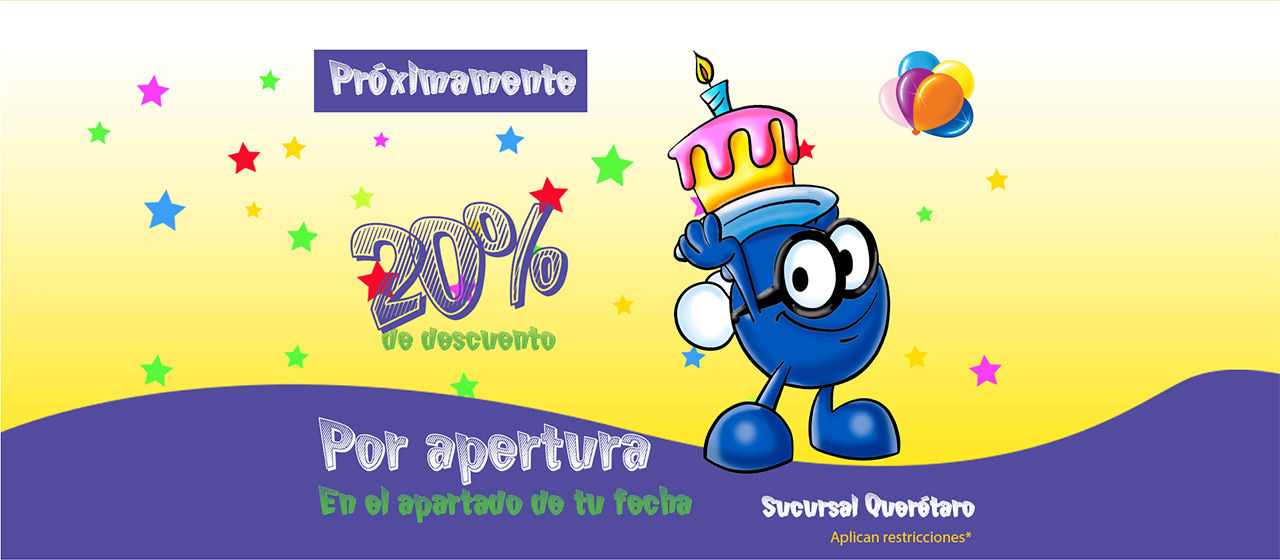 Próximamente
20%
de descuento
Por apertura
En el apartado de tu fecha
Sucursal Querétaro
Aplican restricciones*